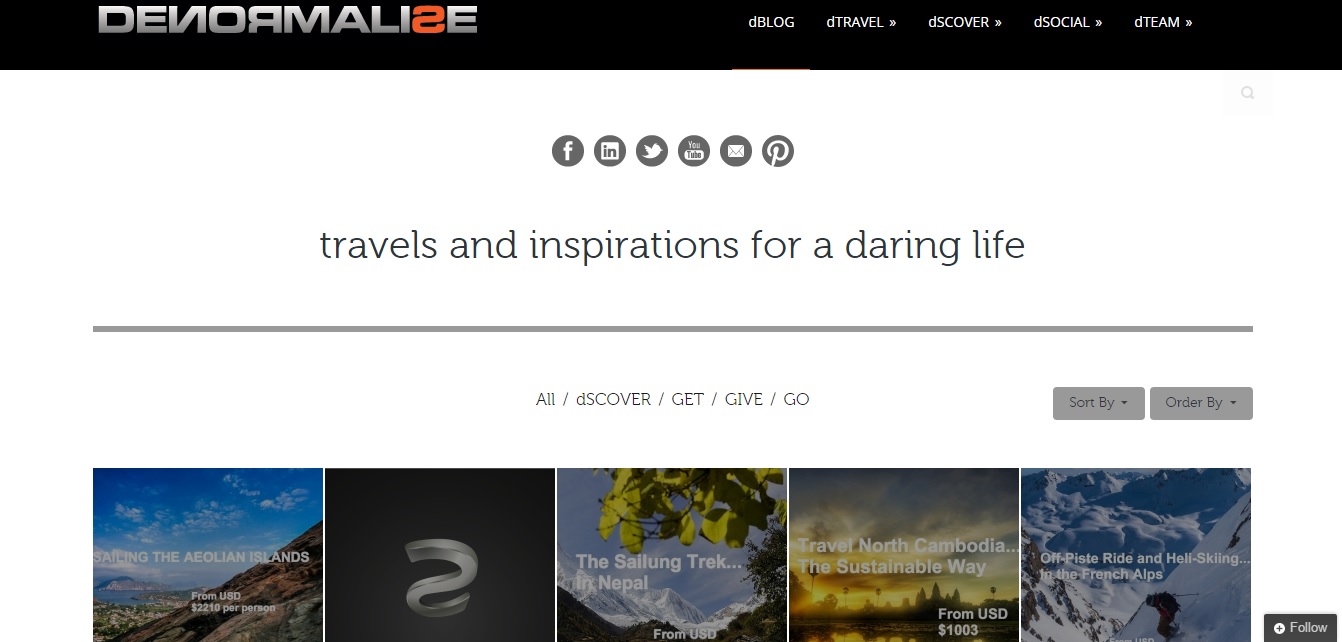 DENORMALISE
dBLOG dTRAVEL » dSCOVER » dSOCIAL » dTEAM »
You
Tube
travels and inspirations for a daring life
All / dSCOVER / GET / GIVE / GO
Sort By Order By
SAILING THE AEOLIAN ISLANDS
From USD
$2210 per person
The Sailung Trek...
in Nepal
From USD
Travel North Cambodia...
The Sustainable Way
From USD
$1003
Off-Piste Ride and Hell-Skiing...
In the French Alps
From USD
Follow